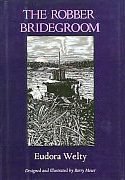 THE ROBBER
BRIDEGROOM
Eudora Welty
Designed and Illustrated by Barry Moser